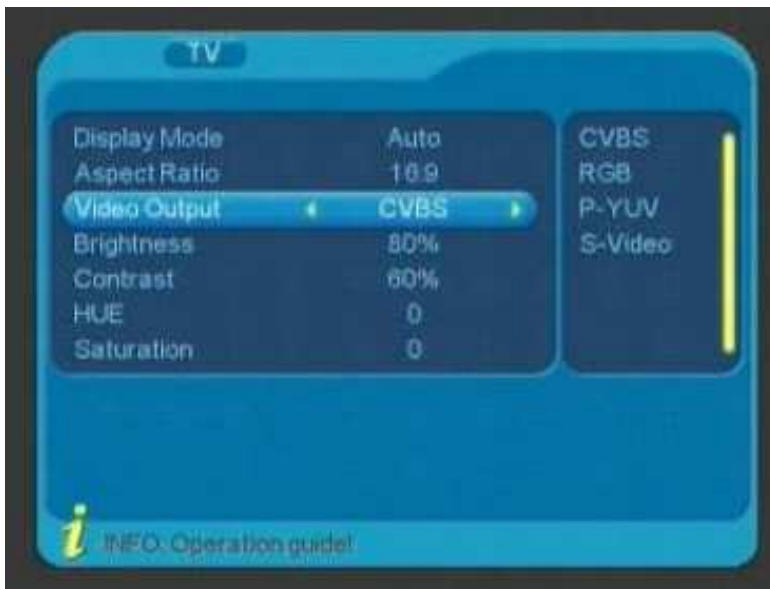 TV
Display Mode Auto
Aspect Ratio 16:9
Video Output CVBS
Brightness 80%
Contrast 60%
HUE 0
Saturation 0
CVBS
RGB
P-YUV
S-Video
INFO: Operation guide!